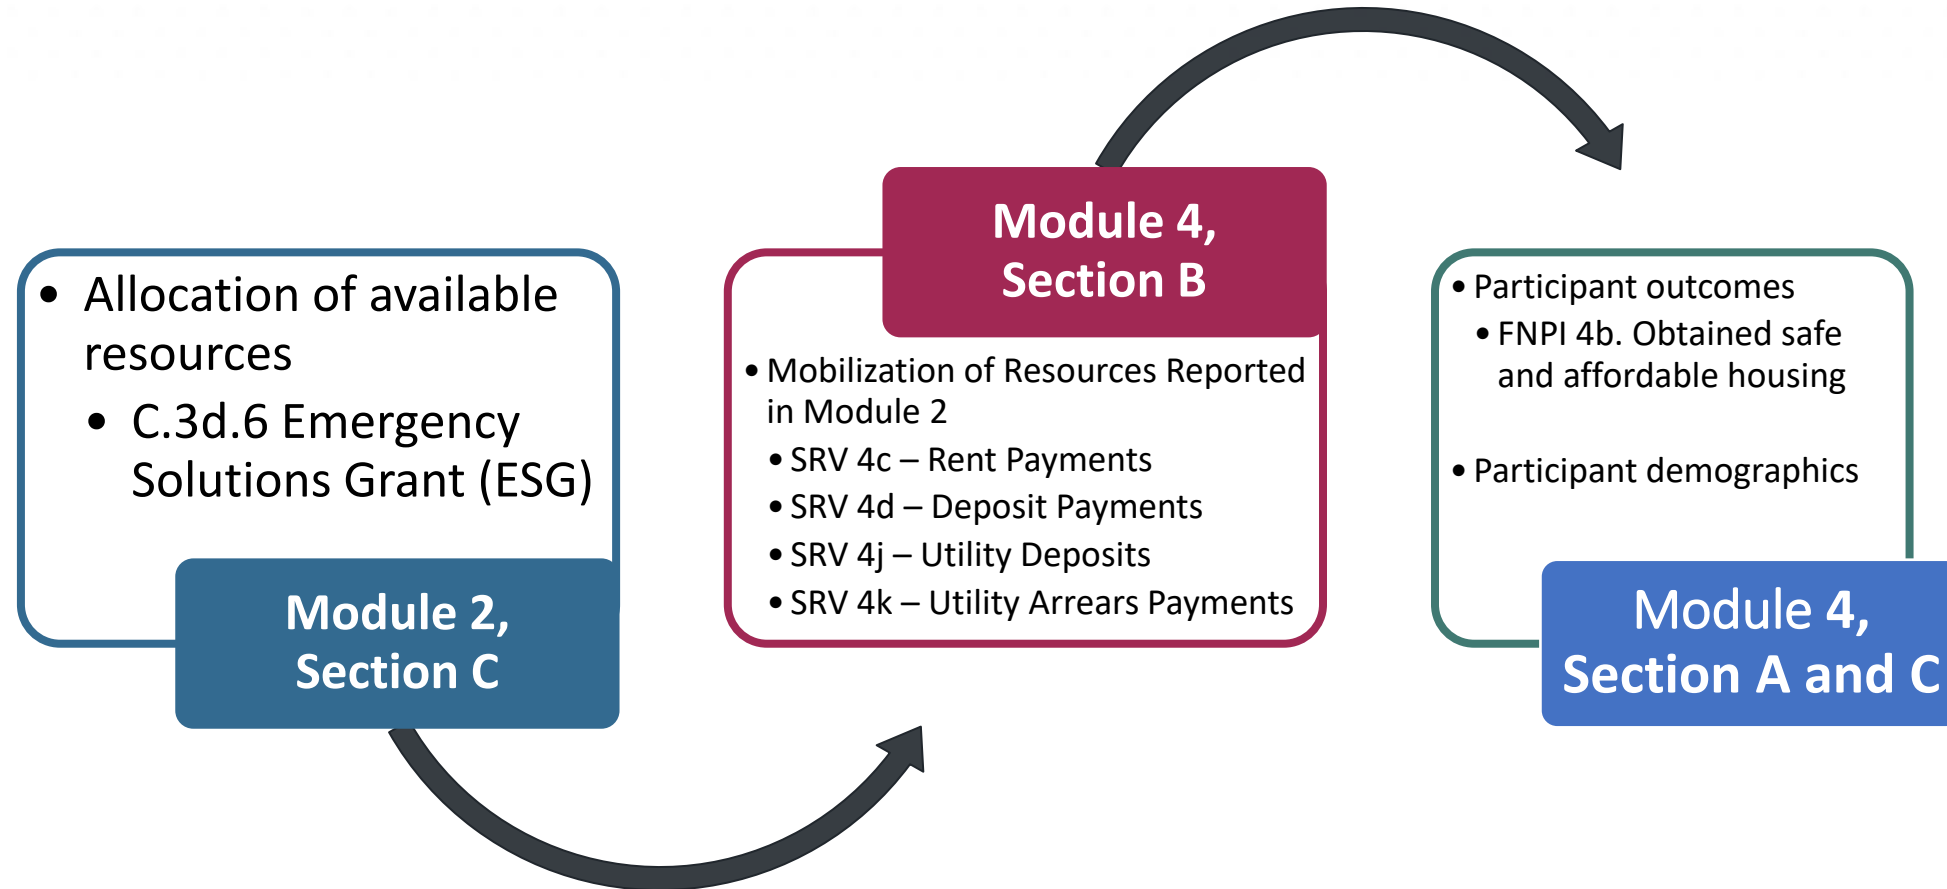 • Allocation of available
resources
• C.3d.6 Emergency
Solutions Grant (ESG)
Module 2,
Section C
Module 4,
Section B
• Mobilization of Resources Reported
in Module 2
• SRV 4c – Rent Payments
• SRV 4d – Deposit Payments
• SRV 4j – Utility Deposits
• SRV 4k – Utility Arrears Payments
• Participant outcomes
• FNPI 4b. Obtained safe
and affordable housing
• Participant demographics
Module 4,
Section A and C